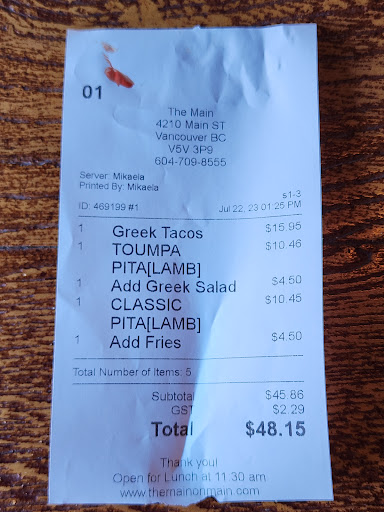 01
The Main
4210 Main ST
Vancouver BC
V5V 3P9
604-709-8555
Server: Mikaela
Printed By: Mikaela
s1-3
ID: 469199 #1 Jul 22, 23 01:25 PM
1 Greek Tacos $15.95
1 TOUMPA $10.46
PITA[LAMB]
1 Add Greek Salad $4.50
1 CLASSIC $10.45
PITA[LAMB]
1 Add Fries $4.50
Total Number of items: 5
Subtotal $45.86
GST $2.29
Total $48.15
Thank you!
Open for Lunch at 11:30 am
www.themainonmain.com